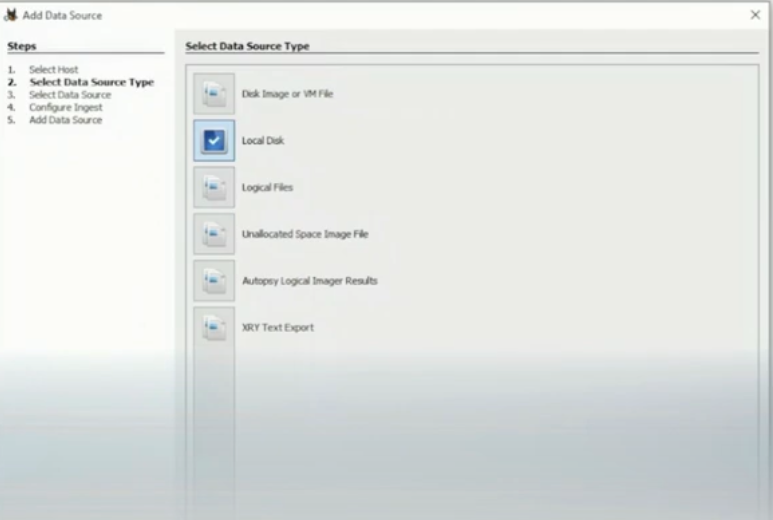 Add Data Source
Steps
1. Select Host
2. Select Data Source Type
3. Select Data Source
4. Configure Ingest
5. Add Data Source
Select Data Source Type
Disk Image or VM File
Local Disk
Logical Files
Unallocated Space Image File
Autopsy Logical Imager Results
XRY Text Export